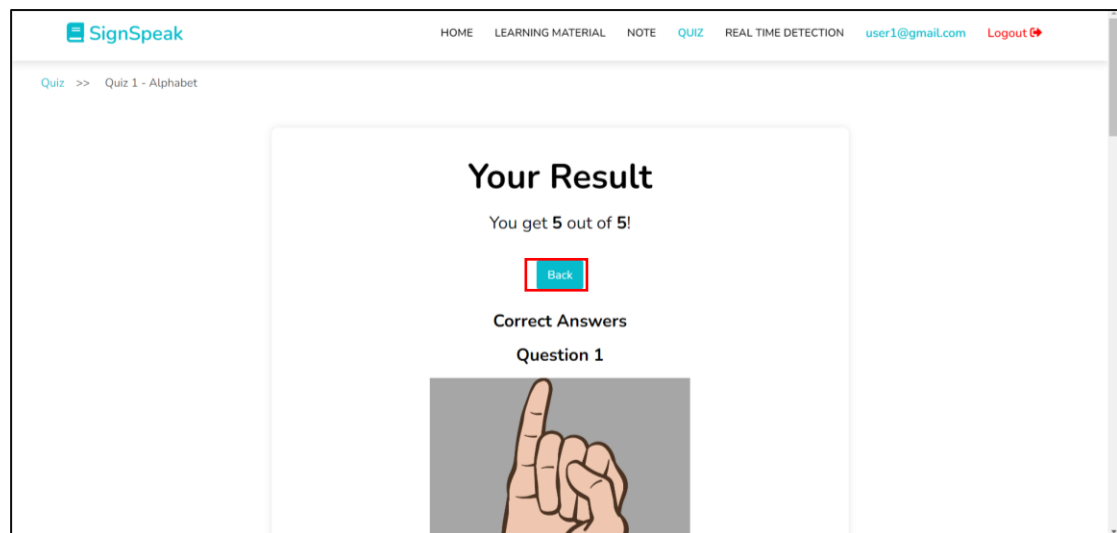 SignSpeak HOME LEARNING MATERIAL NOTE QUIZ REAL TIME DETECTION user1@gmail.com Logout
Quiz >> Quiz 1 - Alphabet
Your Result
You get 5 out of 5!
Back
Correct Answers
Question 1